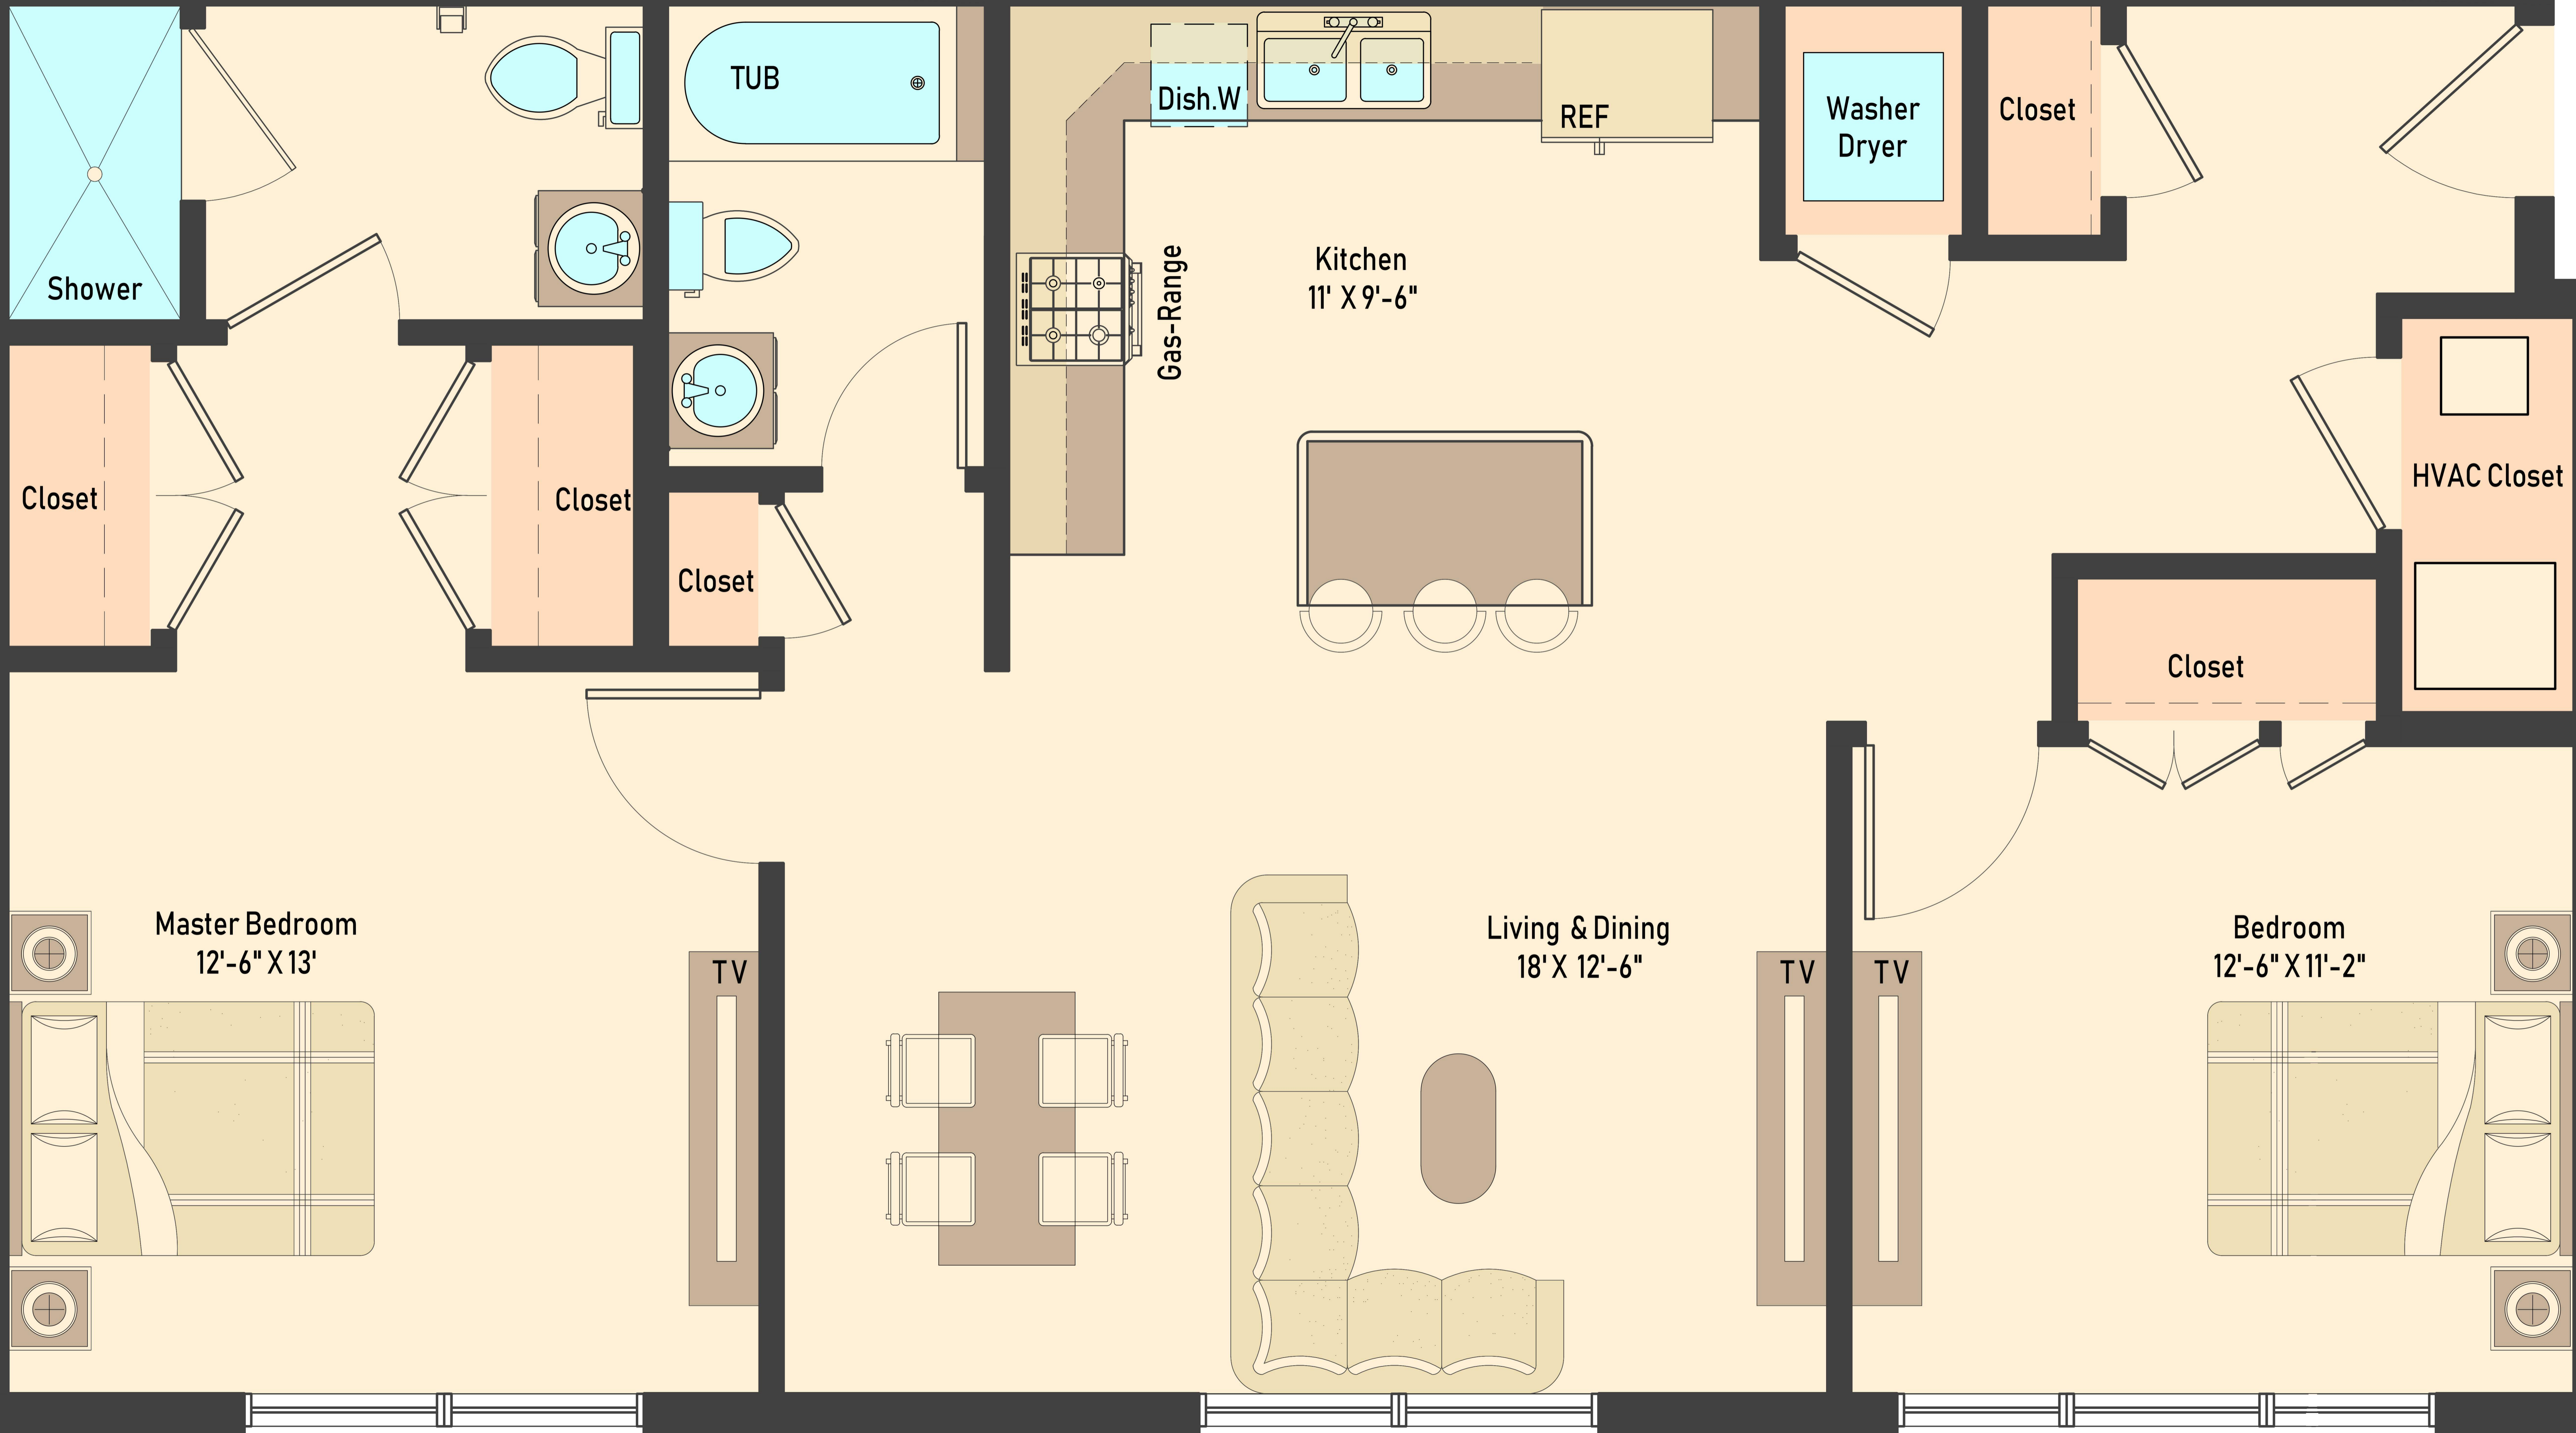 TUB
Dish.W
REF
Washer
Dryer
Closet
Shower
Kitchen
11' X 9'-6"
Gas-Range
Closet
Closet
Closet
HVAC Closet
Closet
Master Bedroom
12'-6" X 13'
TV
Living & Dining
18' X 12'-6"
TV
TV
Bedroom
12'-6" X 11'-2"